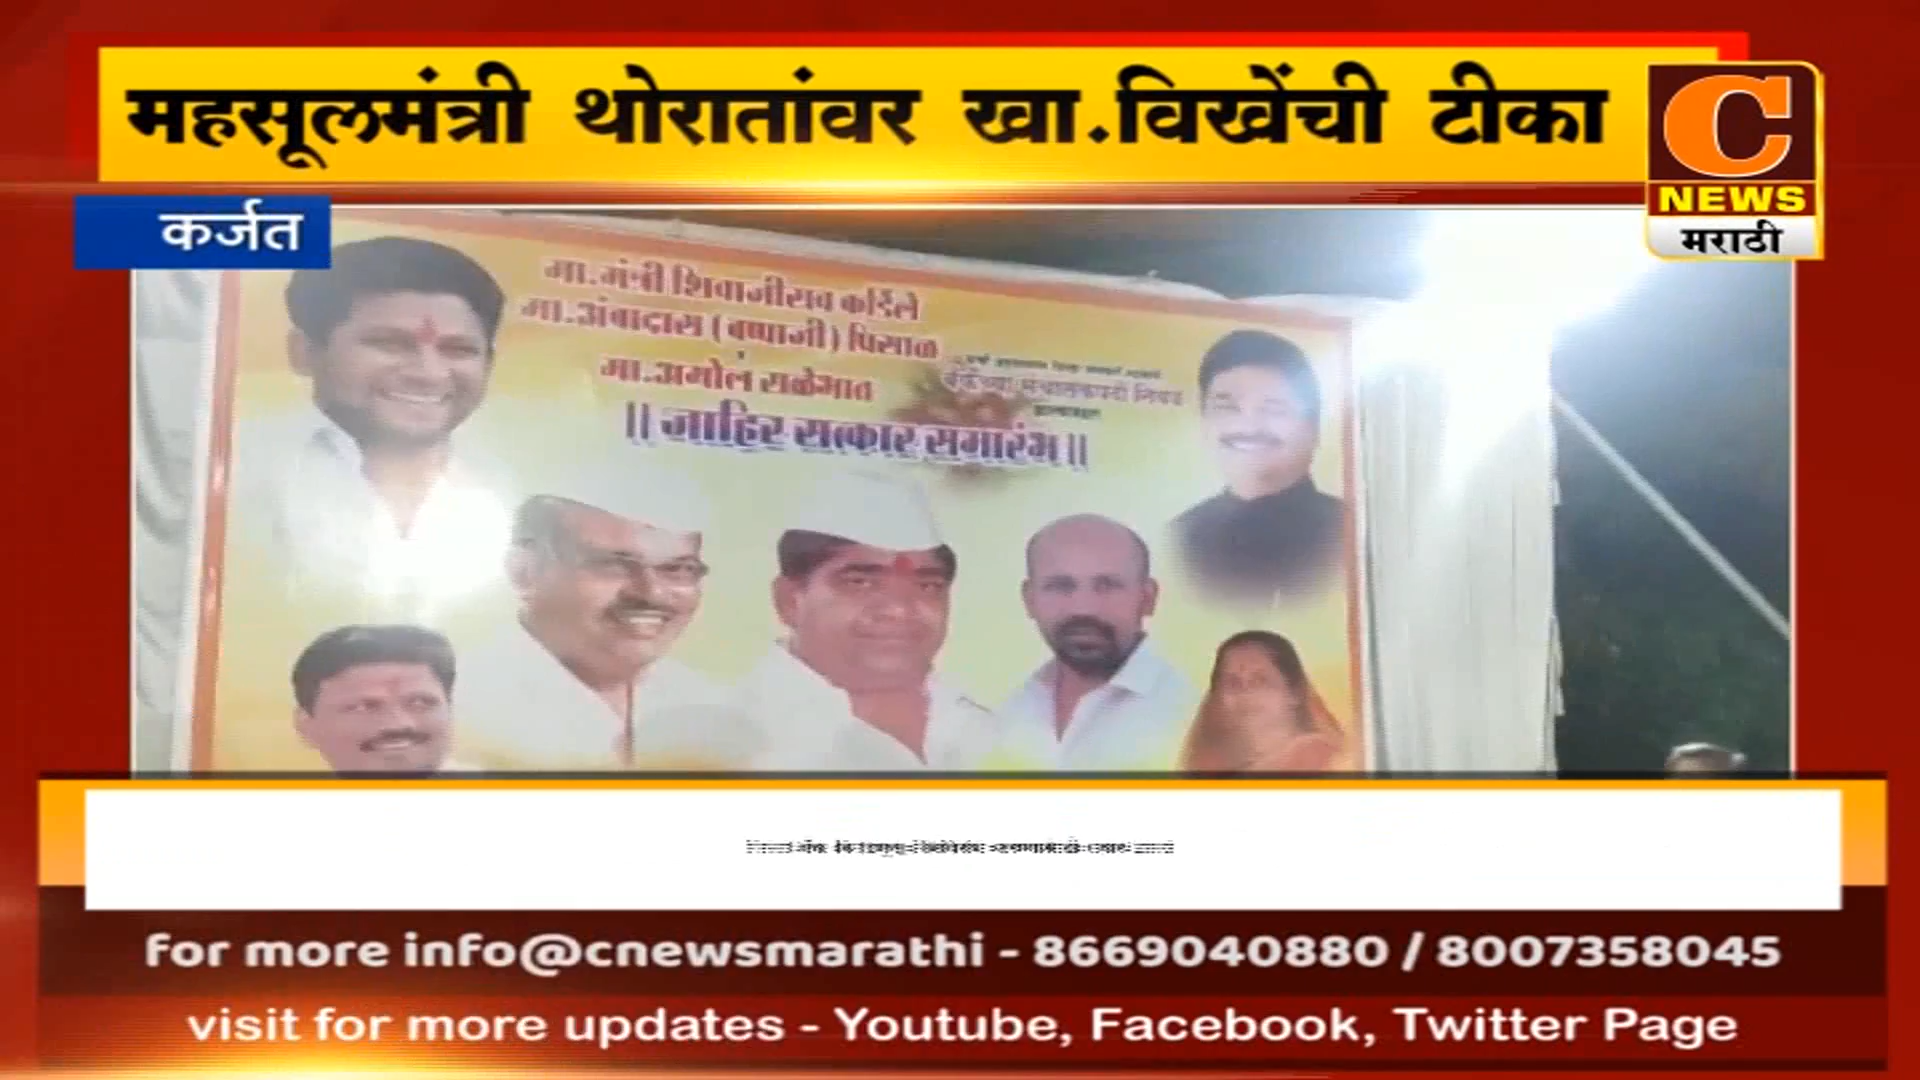 महसूलमंत्री थोरातांवर खा.विखेंची टीका
C
NEWS
मराठी
कर्जत
मा.मंत्री शिवाजीराव कर्डिले
मा.अंबादास (बप्पाजी) पिसाळ
मा.अमोल राळेभात
|| जाहिर सत्कार समारंभ ||
for more info@cnewsmarathi - 8669040880 / 8007358045
visit for more updates - Youtube, Facebook, Twitter Page